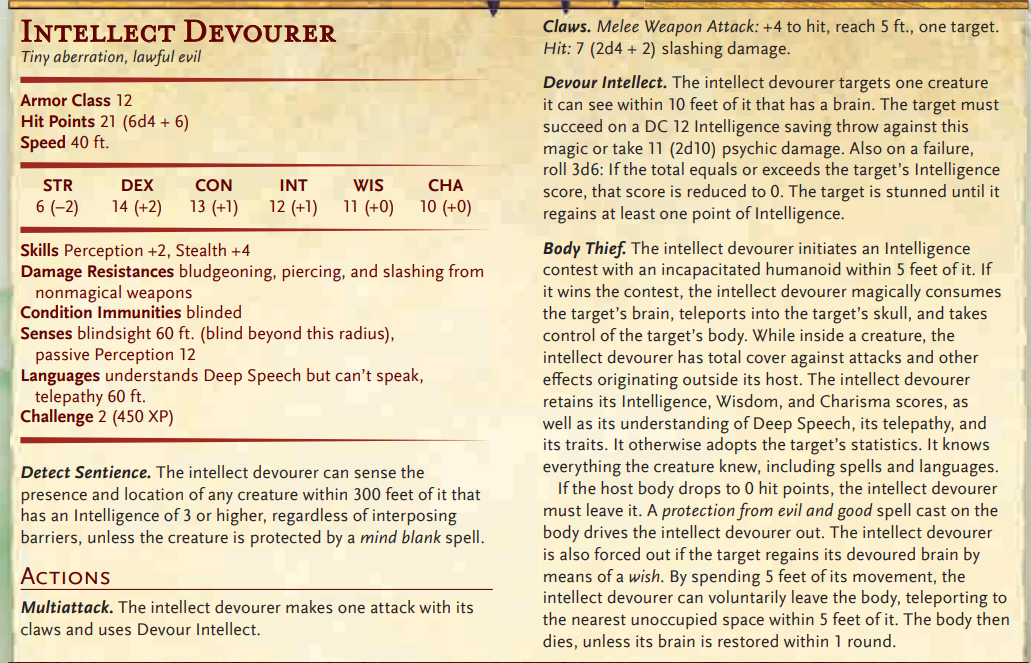 INTELLECT DEVOURER
Tiny aberration, lawful evil
Armor Class 12
Hit Points 21 (6d4 + 6)
Speed 40 ft.
STR DEX CON INT WIS CHA
6 (–2) 14 (+2) 13 (+1) 12 (+1) 11 (+0) 10 (+0)
Skills Perception +2, Stealth +4
Damage Resistances bludgeoning, piercing, and slashing from
nonmagical weapons
Condition Immunities blinded
Senses blindsight 60 ft. (blind beyond this radius),
passive Perception 12
Languages understands Deep Speech but can't speak,
telepathy 60 ft.
Challenge 2 (450 XP)
Detect Sentience. The intellect devourer can sense the
presence and location of any creature within 300 feet of it that
has an Intelligence of 3 or higher, regardless of interposing
barriers, unless the creature is protected by a mind blank spell.
ACTIONS
Multiattack. The intellect devourer makes one attack with its
claws and uses Devour Intellect.
Claws. Melee Weapon Attack: +4 to hit, reach 5 ft., one target.
Hit: 7 (2d4 + 2) slashing damage.
Devour Intellect. The intellect devourer targets one creature
it can see within 10 feet of it that has a brain. The target must
succeed on a DC 12 Intelligence saving throw against this
magic or take 11 (2d10) psychic damage. Also on a failure,
roll 3d6: If the total equals or exceeds the target's Intelligence
score, that score is reduced to 0. The target is stunned until it
regains at least one point of Intelligence.
Body Thief. The intellect devourer initiates an Intelligence
contest with an incapacitated humanoid within 5 feet of it. If
it wins the contest, the intellect devourer magically consumes
the target's brain, teleports into the target's skull, and takes
control of the target's body. While inside a creature, the
intellect devourer has total cover against attacks and other
effects originating outside its host. The intellect devourer
retains its Intelligence, Wisdom, and Charisma scores, as
well as its understanding of Deep Speech, its telepathy, and
its traits. It otherwise adopts the target's statistics. It knows
everything the creature knew, including spells and languages.
If the host body drops to 0 hit points, the intellect devourer
must leave it. A protection from evil and good spell cast on the
body drives the intellect devourer out. The intellect devourer
is also forced out if the target regains its devoured brain by
means of a wish. By spending 5 feet of its movement, the
intellect devourer can voluntarily leave the body, teleporting to
the nearest unoccupied space within 5 feet of it. The body then
dies, unless its brain is restored within 1 round.